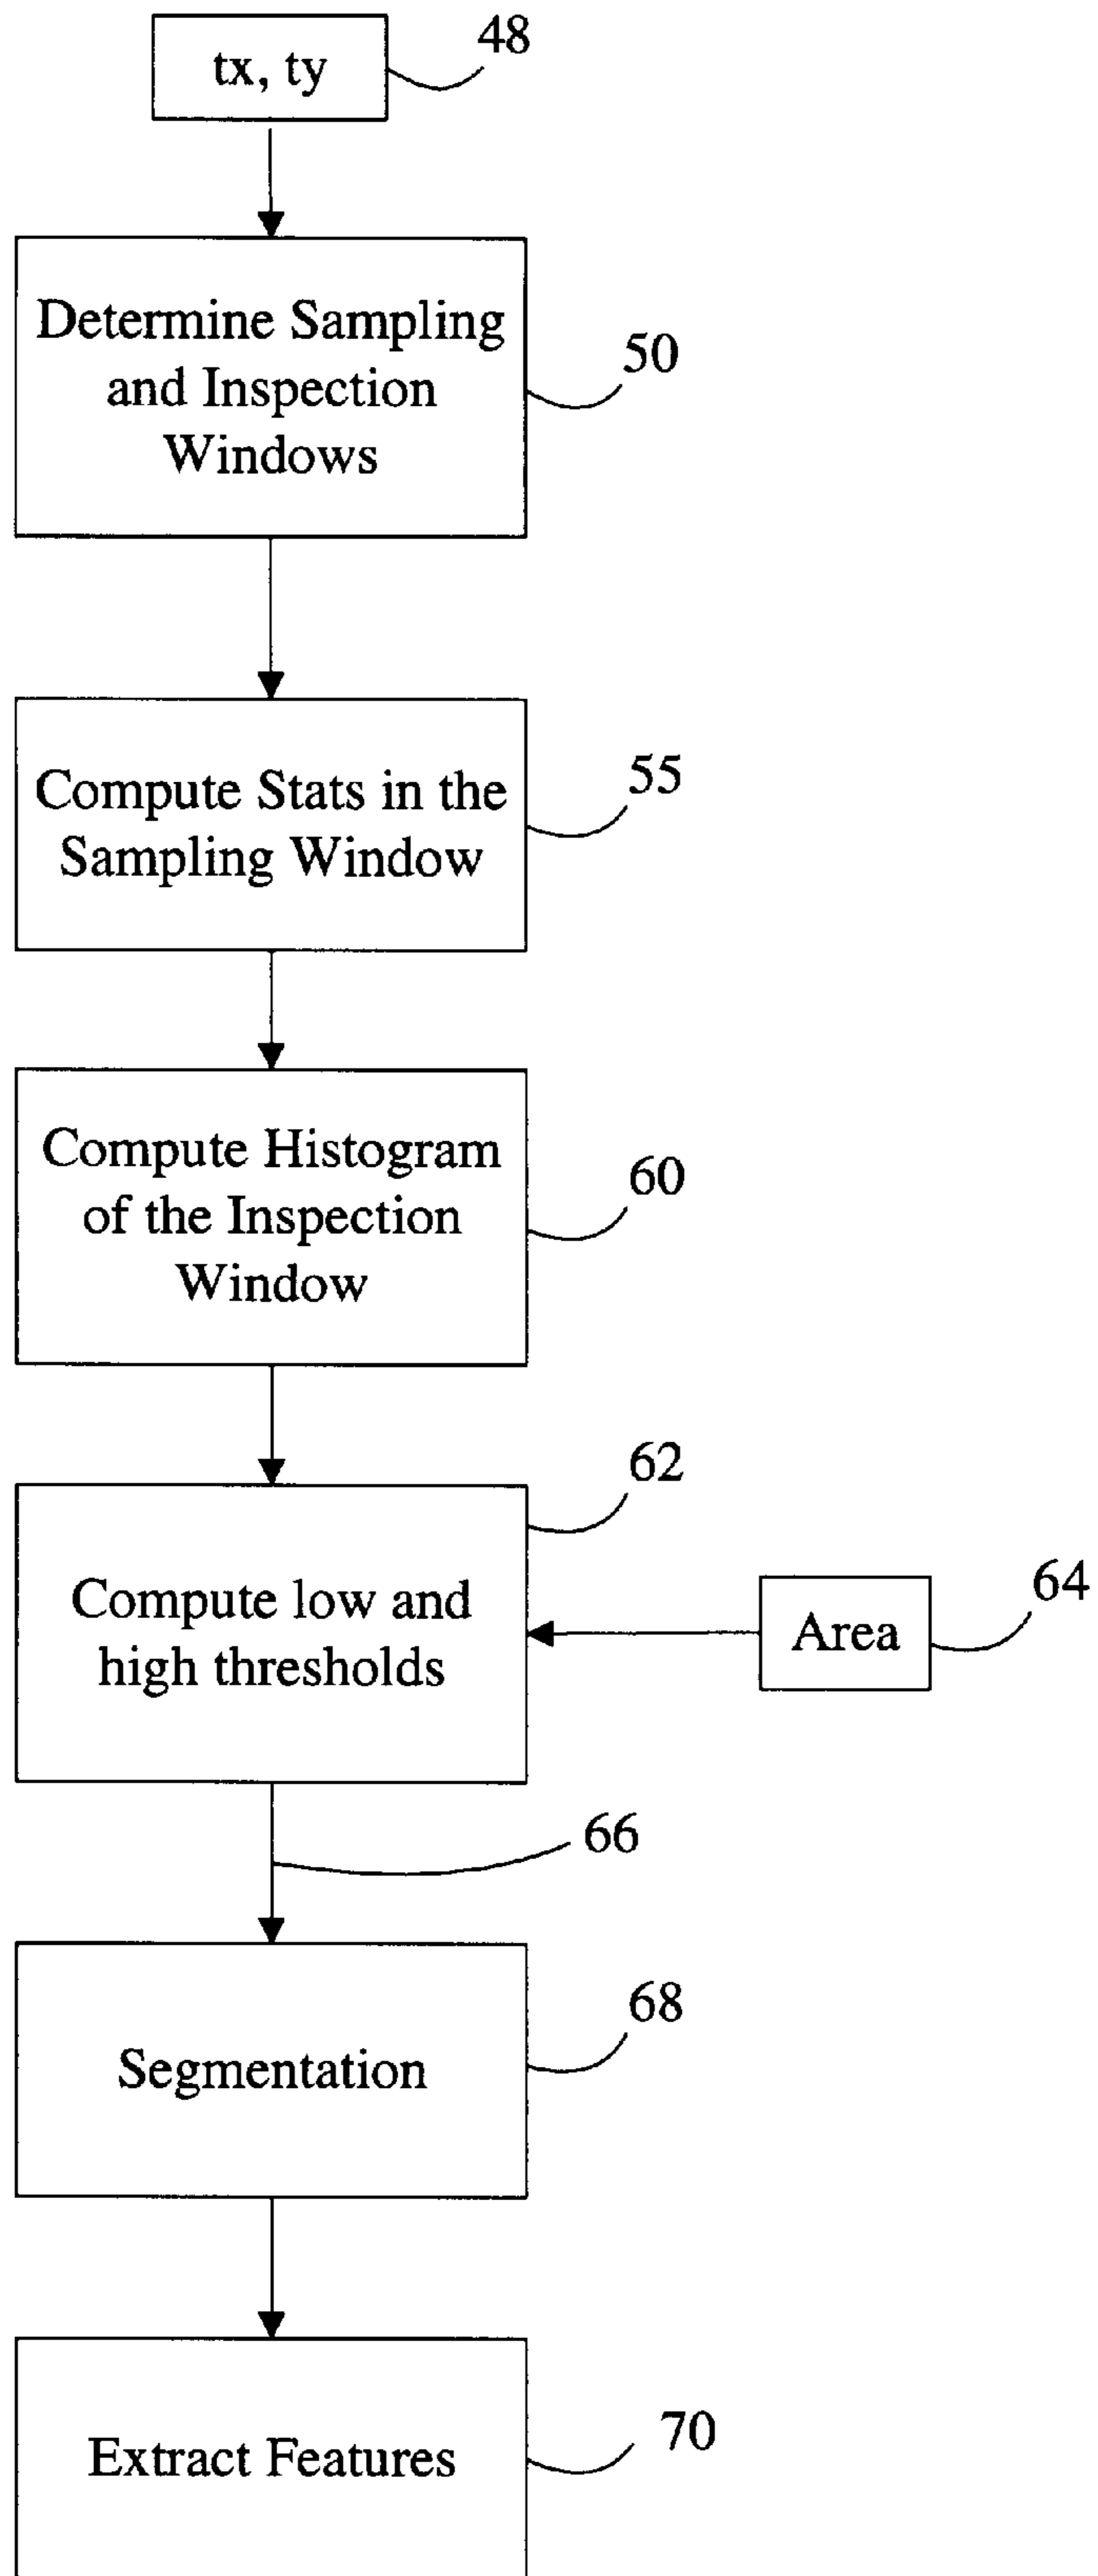 tx, ty
48
Determine Sampling
and Inspection
Windows
50
Compute Stats in the
Sampling Window
55
Compute Histogram
of the Inspection
Window
60
62
Compute low and
high thresholds
Area
64
66
Segmentation
68
Extract Features
70